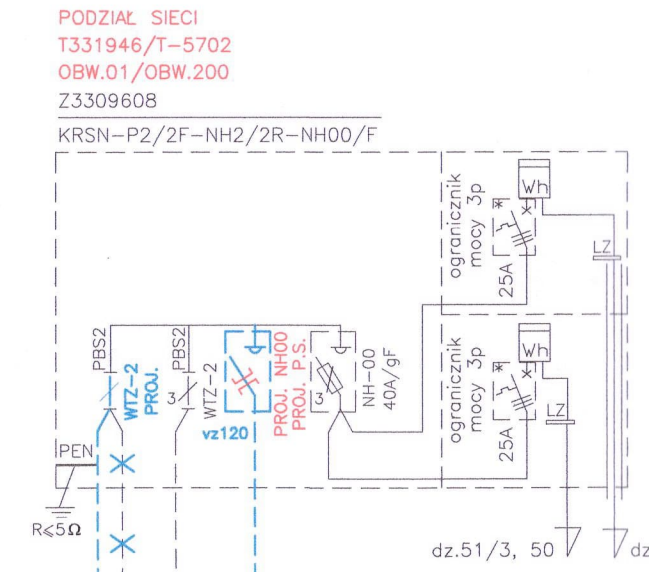 PODZIAŁ SIECI
T331946/T-5702
OBW.01/OBW.200
Z3309608
KRSN-P2/2F-NH2/2R-NH00/F
ogranicznik
mocy 3p
*
Wh
25A
LZ
PBS2
WTZ-2
PROJ.
PBS2
3
WTZ-2
vz120
PROJ. NH00
PROJ. P.S.
3
NH-00
40A/gF
ogranicznik
mocy 3p
*
Wh
25A
LZ
PEN
R≤5Ω
dz.51/3, 50
dz